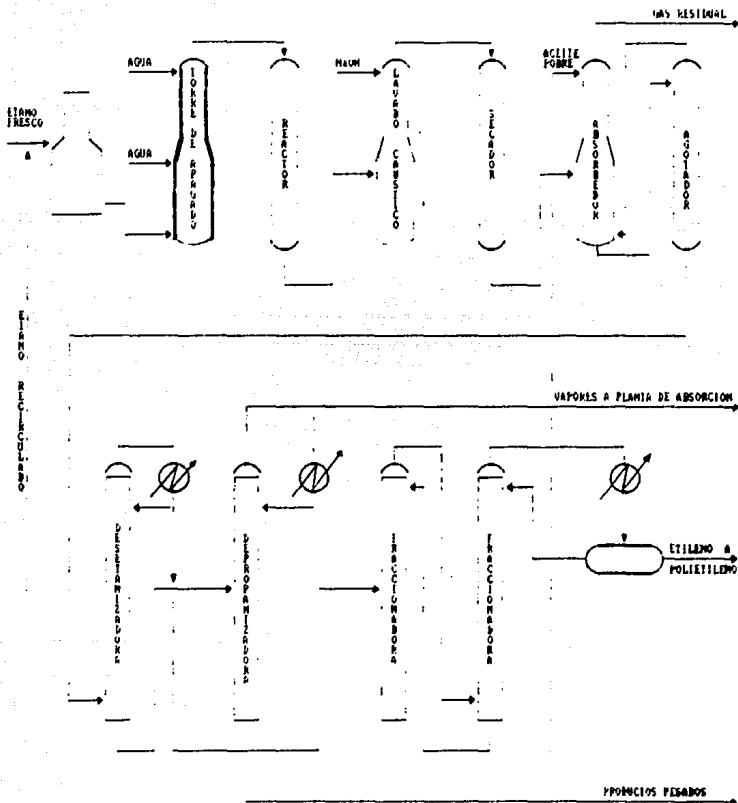 GAS RESIDUAL
AGUA
NaOH
ACEITE
POBRE
ETANO
FRESCO
A
AGUA
TORRE DE APAGADO
REACTOR
LAVADO CAUSTICO
SECADOR
ABSORBEDOR
AGOTADOR
ETANO RECIRCULADO
VAPORES A PLANTA DE ABSORCION
DESETANIZADORA
DEPROPANIZADORA
FRACCIONADORA
FRACCIONADORA
ETILENO A
POLIETILENO
PRODUCTOS PESADOS